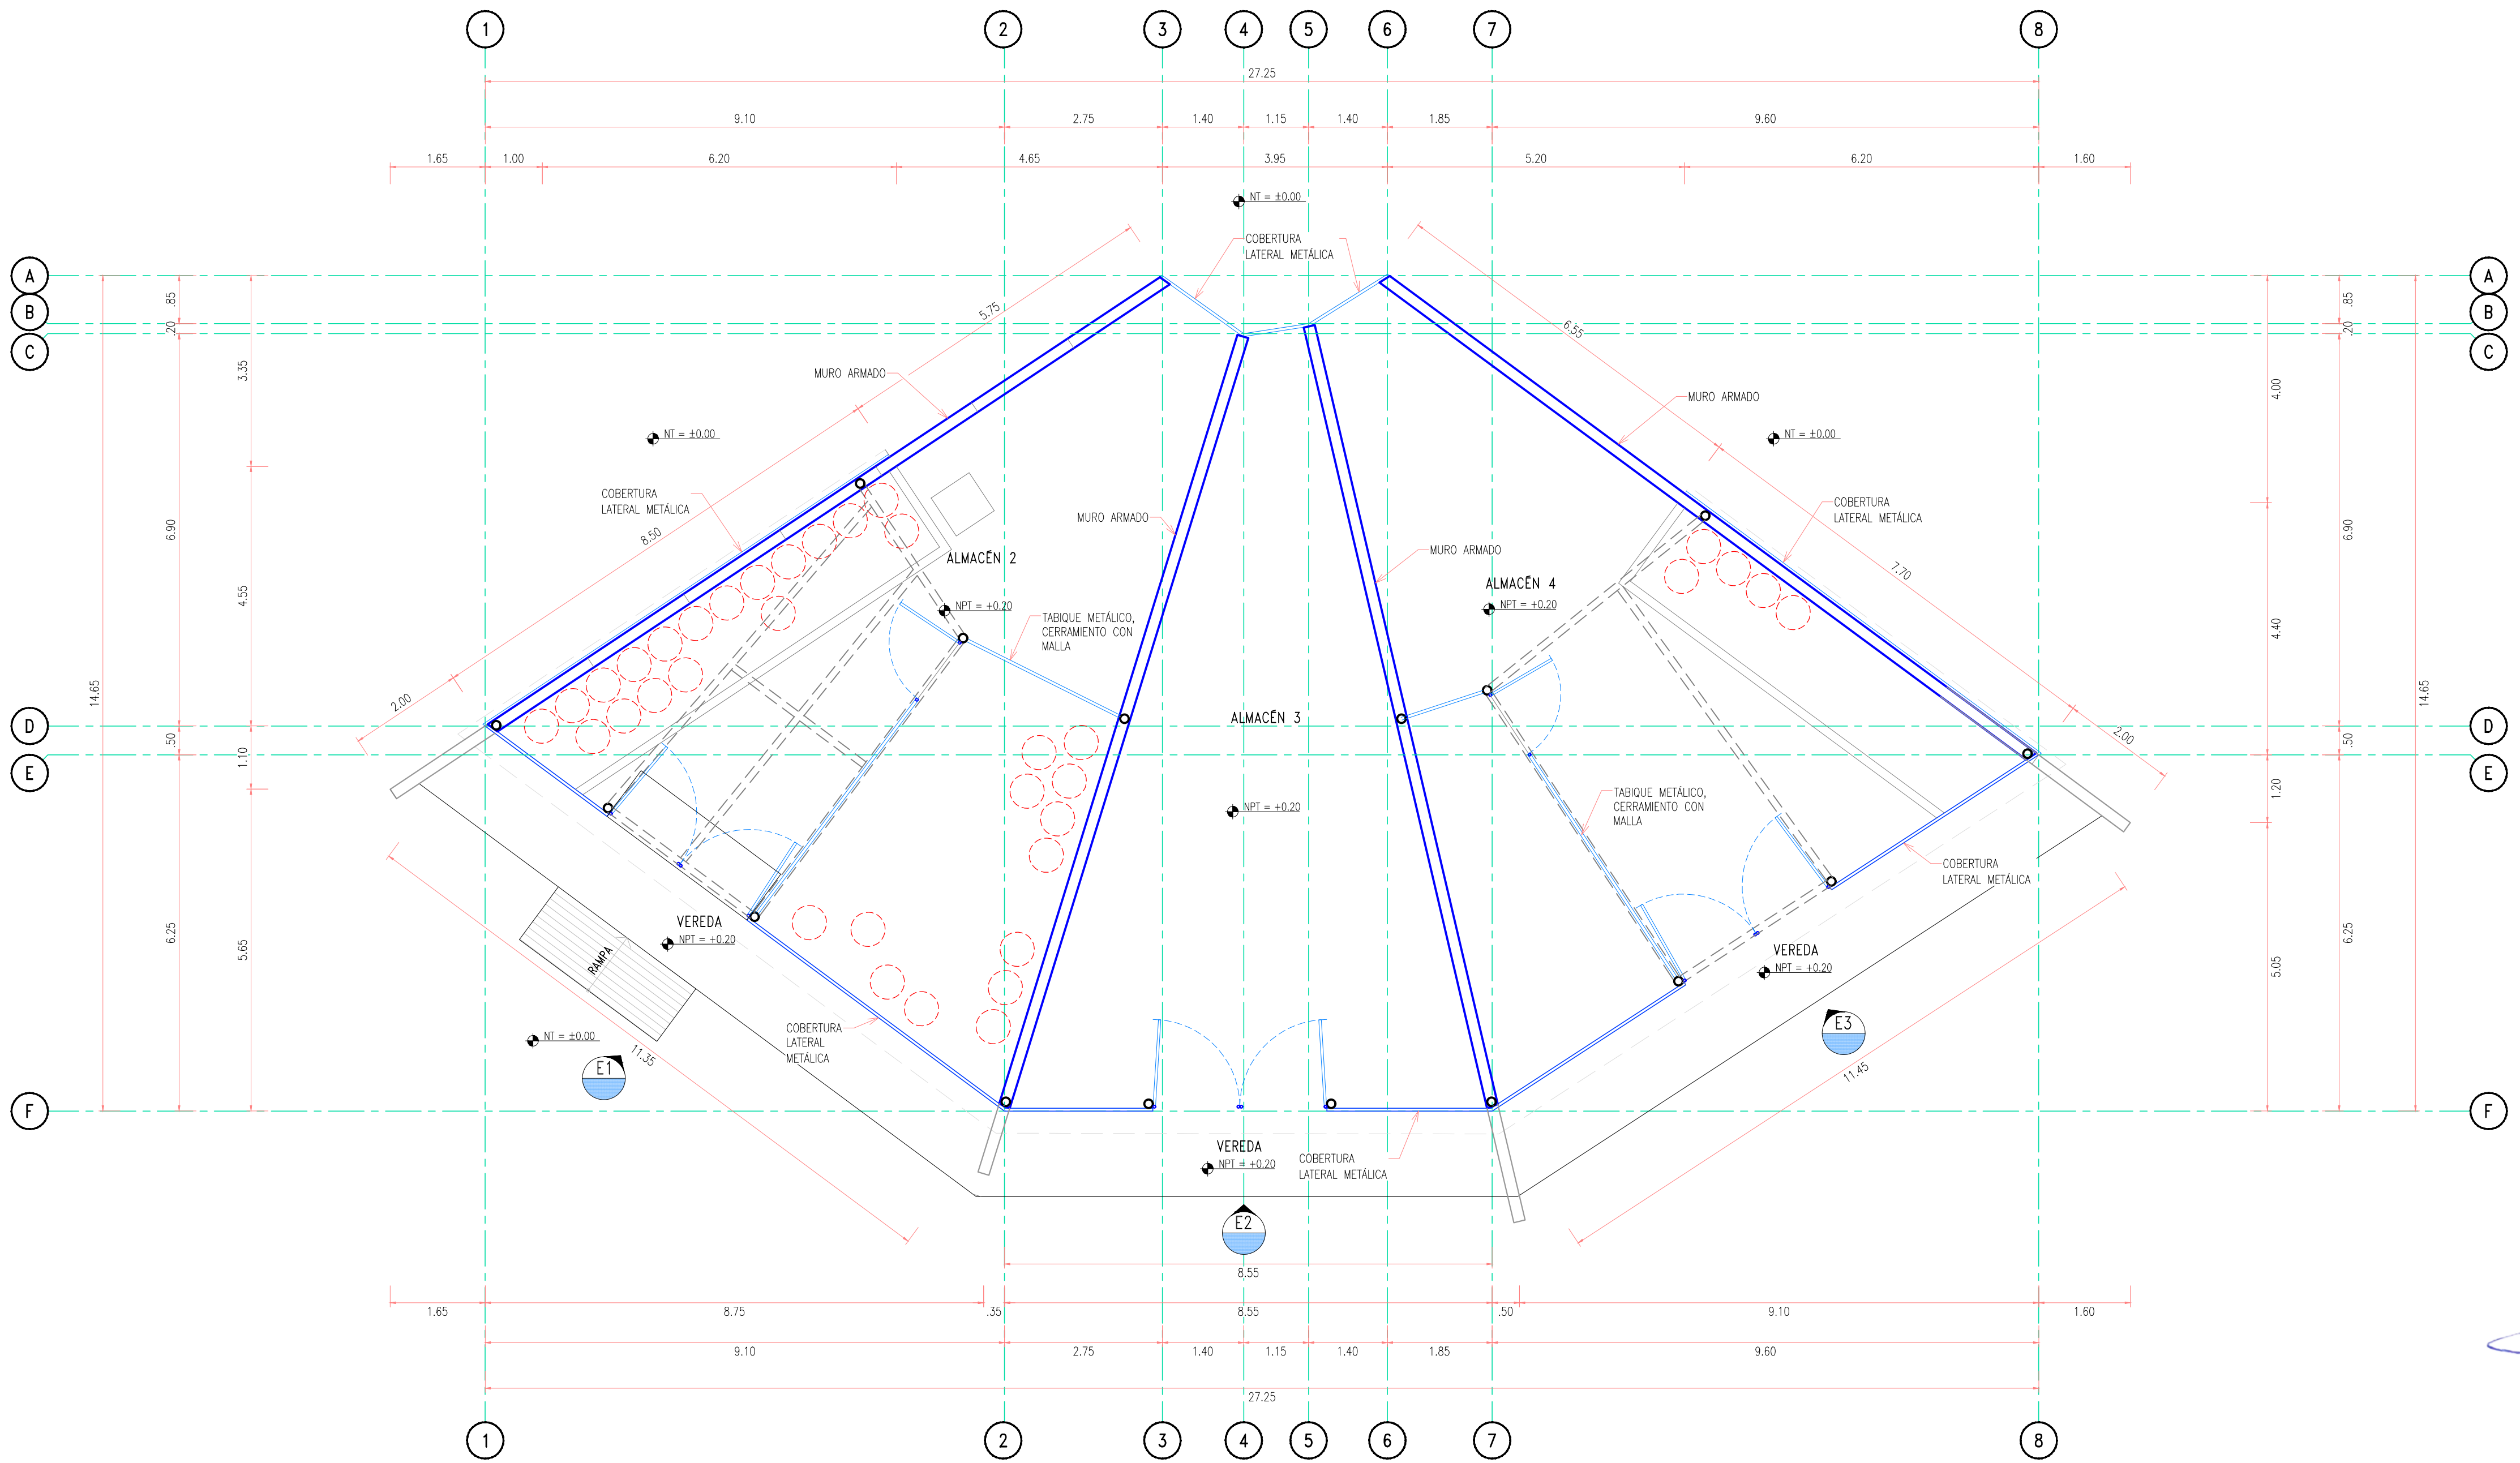 1 2 3 4 5 6 7 8
27.25
9.10 2.75 1.40 1.15 1.40 1.85 9.60
1.65 1.00 6.20 4.65 3.95 5.20 6.20 1.60
NT = ±0.00
COBERTURA
LATERAL METÁLICA
A A
B B
C C
.85 .85
.20 .20
5.75
6.55
3.35
4.00
MURO ARMADO
MURO ARMADO
NT = ±0.00
NT = ±0.00
COBERTURA
LATERAL METÁLICA
COBERTURA
LATERAL METÁLICA
MURO ARMADO
MURO ARMADO
8.50
6.90
6.90
7.70
ALMACÉN 2
NPT = +0.20
ALMACÉN 4
NPT = +0.20
4.55
4.40
TABIQUE METÁLICO,
CERRAMIENTO CON
MALLA
14.65
14.65
2.00
2.00
ALMACÉN 3
D D
.50 .50
E E
1.10
1.20
NPT = +0.20
TABIQUE METÁLICO,
CERRAMIENTO CON
MALLA
COBERTURA
LATERAL METÁLICA
VEREDA
NPT = +0.20
VEREDA
NPT = +0.20
6.25
5.65
5.05
6.25
RAMPA
NT = ±0.00
COBERTURA
LATERAL
METÁLICA
E1
E3
11.35
11.45
F F
VEREDA
NPT = +0.20
COBERTURA
LATERAL METÁLICA
E2
8.55
1.65 8.75 .35 8.55 .50 9.10 1.60
9.10 2.75 1.40 1.15 1.40 1.85 9.60
27.25
1 2 3 4 5 6 7 8